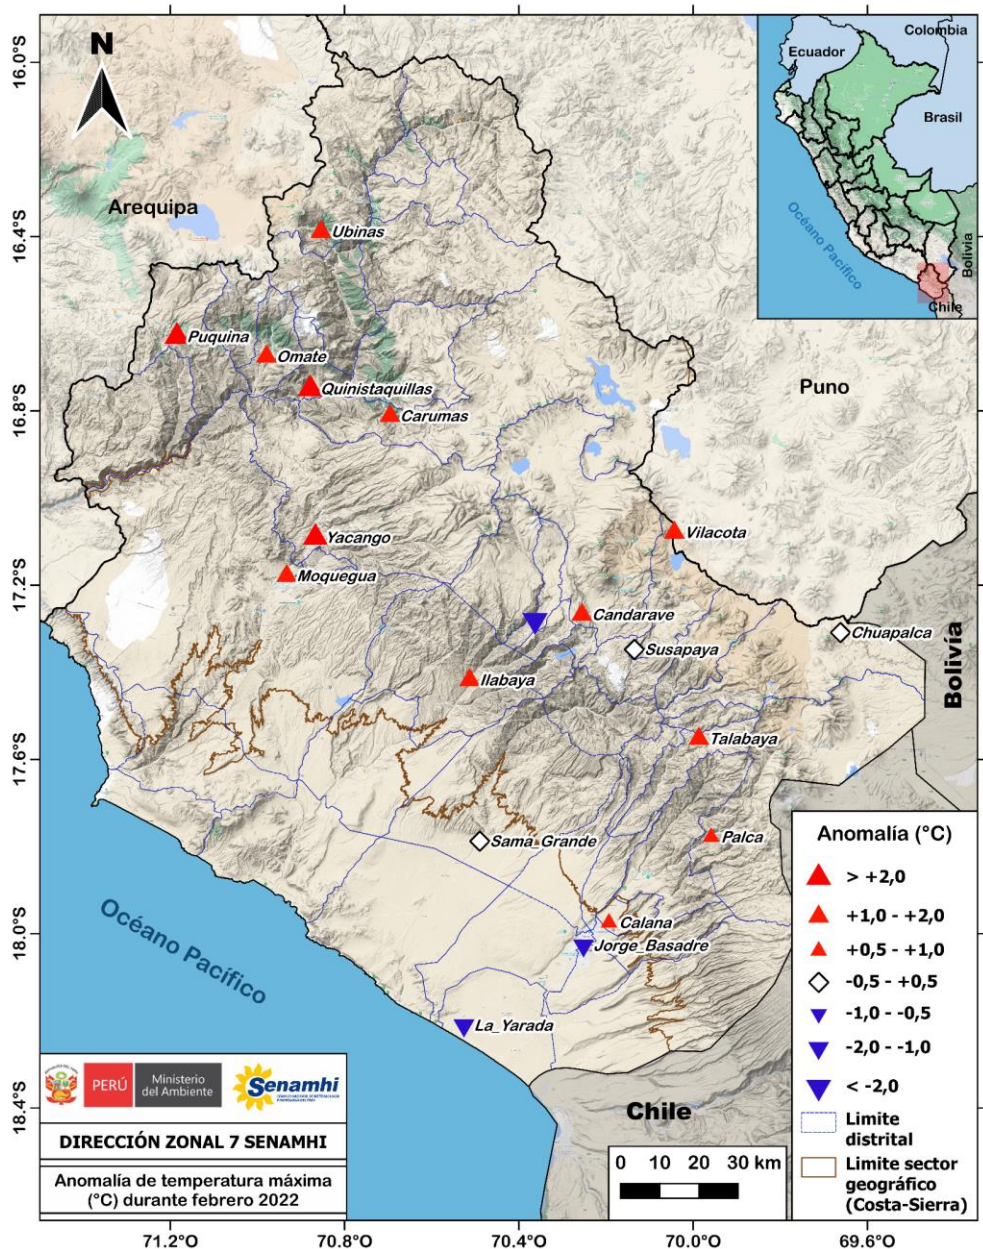 N
Colombia
Ecuador
Brasil
Océano Pacífico
Bolivia
Chile
Arequipa
Ubinas
Puquina
Omate
Quinistaquillas
Carumas
Puno
Yacango
Moquegua
Vilacota
Candarave
Chuapalca
Susapaya
Ilabaya
Bolivía
Talabaya
Sama_Grande
Palca
Calana
Jorge_Basadre
La_Yarada
Océano Pacífico
Chile
Anomalía (°C)
> +2,0
+1,0 - +2,0
+0,5 - +1,0
-0,5 - +0,5
-1,0 - -0,5
-2,0 - -1,0
< -2,0
Limite
distrital
Limite sector
geográfico
(Costa-Sierra)
PERÚ
Ministerio
del Ambiente
Senamhi
DIRECCIÓN ZONAL 7 SENAMHI
Anomalía de temperatura máxima
(°C) durante febrero 2022
0 10 20 30 km
16.0°S
16.4°S
16.8°S
17.2°S
17.6°S
18.0°S
18.4°S
71.2°O 70.8°O 70.4°O 70.0°O 69.6°O